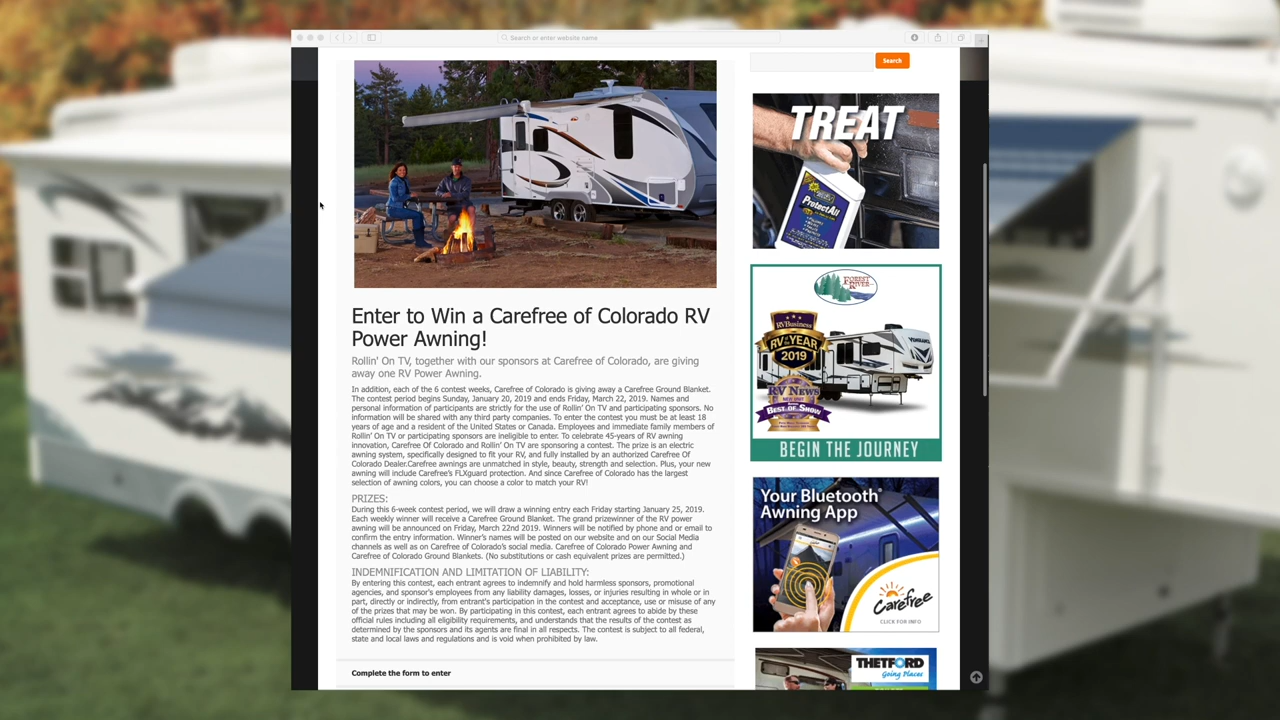 Search or enter website name
Search
Enter to Win a Carefree of Colorado RV
Power Awning!
Rollin' On TV, together with our sponsors at Carefree of Colorado, are giving
away one RV Power Awning.
In addition, each of the 6 contest weeks, Carefree of Colorado is giving away a Carefree Ground Blanket.
The contest period begins Sunday, January 20, 2019 and ends Friday, March 22, 2019. Names and
personal information of participants are strictly for the use of Rollin' On TV and participating sponsors. No
information will be shared with any third party companies. To enter the contest you must be at least 18
years of age and a resident of the United States or Canada. Employees and immediate family members of
Rollin' On TV or participating sponsors are ineligible to enter. To celebrate 45-years of RV awning
innovation, Carefree Of Colorado and Rollin' On TV are sponsoring a contest. The prize is an electric
awning system, specifically designed to fit your RV, and fully installed by an authorized Carefree Of
Colorado Dealer.Carefree awnings are unmatched in style, beauty, strength and selection. Plus, your new
awning will include Carefree's FLXguard protection. And since Carefree of Colorado has the largest
selection of awning colors, you can choose a color to match your RV!
PRIZES:
During this 6-week contest period, we will draw a winning entry each Friday starting January 25, 2019.
Each weekly winner will receive a Carefree Ground Blanket. The grand prizewinner of the RV power
awning will be announced on Friday, March 22nd 2019. Winners will be notified by phone and or email to
confirm the entry information. Winner's names will be posted on our website and on our Social Media
channels as well as on Carefree of Colorado's social media. Carefree of Colorado Power Awning and
Carefree of Colorado Ground Blankets. (No substitutions or cash equivalent prizes are permitted.)
INDEMNIFICATION AND LIMITATION OF LIABILITY:
By entering this contest, each entrant agrees to indemnify and hold harmless sponsors, promotional
agencies, and sponsor's employees from any liability damages, losses, or injuries resulting in whole or in
part, directly or indirectly, from entrant's participation in the contest and acceptance, use or misuse of any
of the prizes that may be won. By participating in this contest, each entrant agrees to abide by these
official rules including all eligibility requirements, and understands that the results of the contest as
determined by the sponsors and its agents are final in all respects. The contest is subject to all federal,
state and local laws and regulations and is void when prohibited by law.
Complete the form to enter
TREAT
ProtectAll
FOREST
RIVER
RVBusiness
RV OF THE YEAR
2019
VENGEANCE
RV NEWS
BEST OF SHOW
BEGIN THE JOURNEY
Your Bluetooth®
Awning App
Carefree
CLICK FOR INFO
THETFORD
Going Places